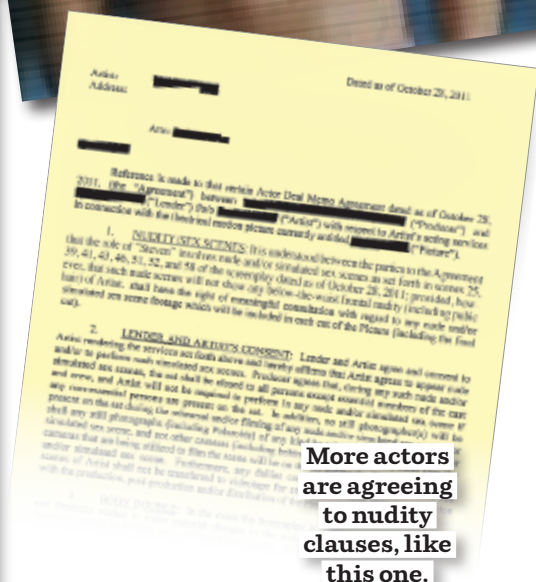 Artist:
Address:
Dated as of October 28, 2011
Attn:
Reference is made to that certain Actor Deal Memo Agreement dated as of October 28,
2011, (the "Agreement") between ("Producer") and
("Lender") f/s/o ("Artist") with respect to Artist's acting services
in connection with the theatrical motion picture currently entitled ("Picture").
1. NUDITY/SEX SCENES: It is understood between the parties to the Agreement
that the role of "Steven" involves nude and/or simulated sex scenes as set forth in scenes 25,
39, 41, 43, 46, 51, 52, and 58 of the screenplay dated as of October 28, 2011; provided, how
ever, that such nude scenes will not show any below-the-waist frontal nudity (including pubic
hair) of Artist. shall have the right of meaningful consultation with regard to any nude and/or
simulated sex scene footage which will be included in each cut of the Picture (including the final
cut).
2. LENDER AND ARTIST'S CONSENT: Lender and Artist agree and consent to
Artist rendering the services set forth above and hereby affirms that Artist agrees to appear nude
and/or to perform nude simulated sex scenes. Producer agrees that, during any such nude and/or
simulated sex scenes, the set shall be closed to all persons except essential members of the cast
and crew, and Artist will not be required to perform in any nude and/or simulated sex scene if
any non-essential persons are present on the set. In addition, no still photographer(s) will be
present on the set during the rehearsal and/or filming of any nude and/or simulated
shall any still photographs (including Polaroids) of any kind
simulated sex scene, and not other cameras (including
cameras that are being utilized to film the scene will be
and/or simulated sex scene. Furthermore, any
scenes of Artist shall not be transferred to videotape for
with the production, post production and/or distribution of
More actors
are agreeing
to nudity
clauses, like
this one.